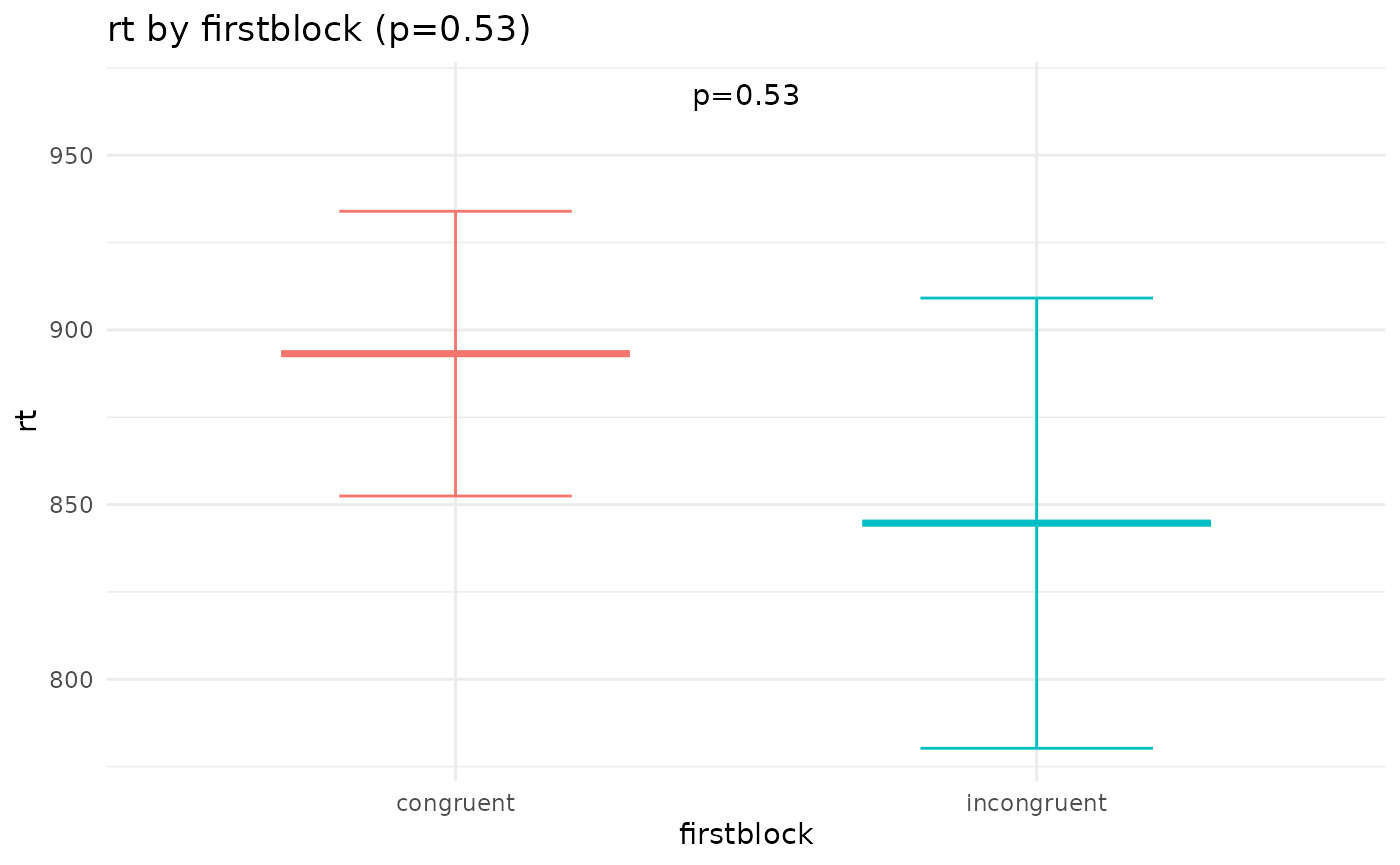 rt by firstblock (p=0.53)
p=0.53
950
900
850
800
rt
congruent
incongruent
firstblock